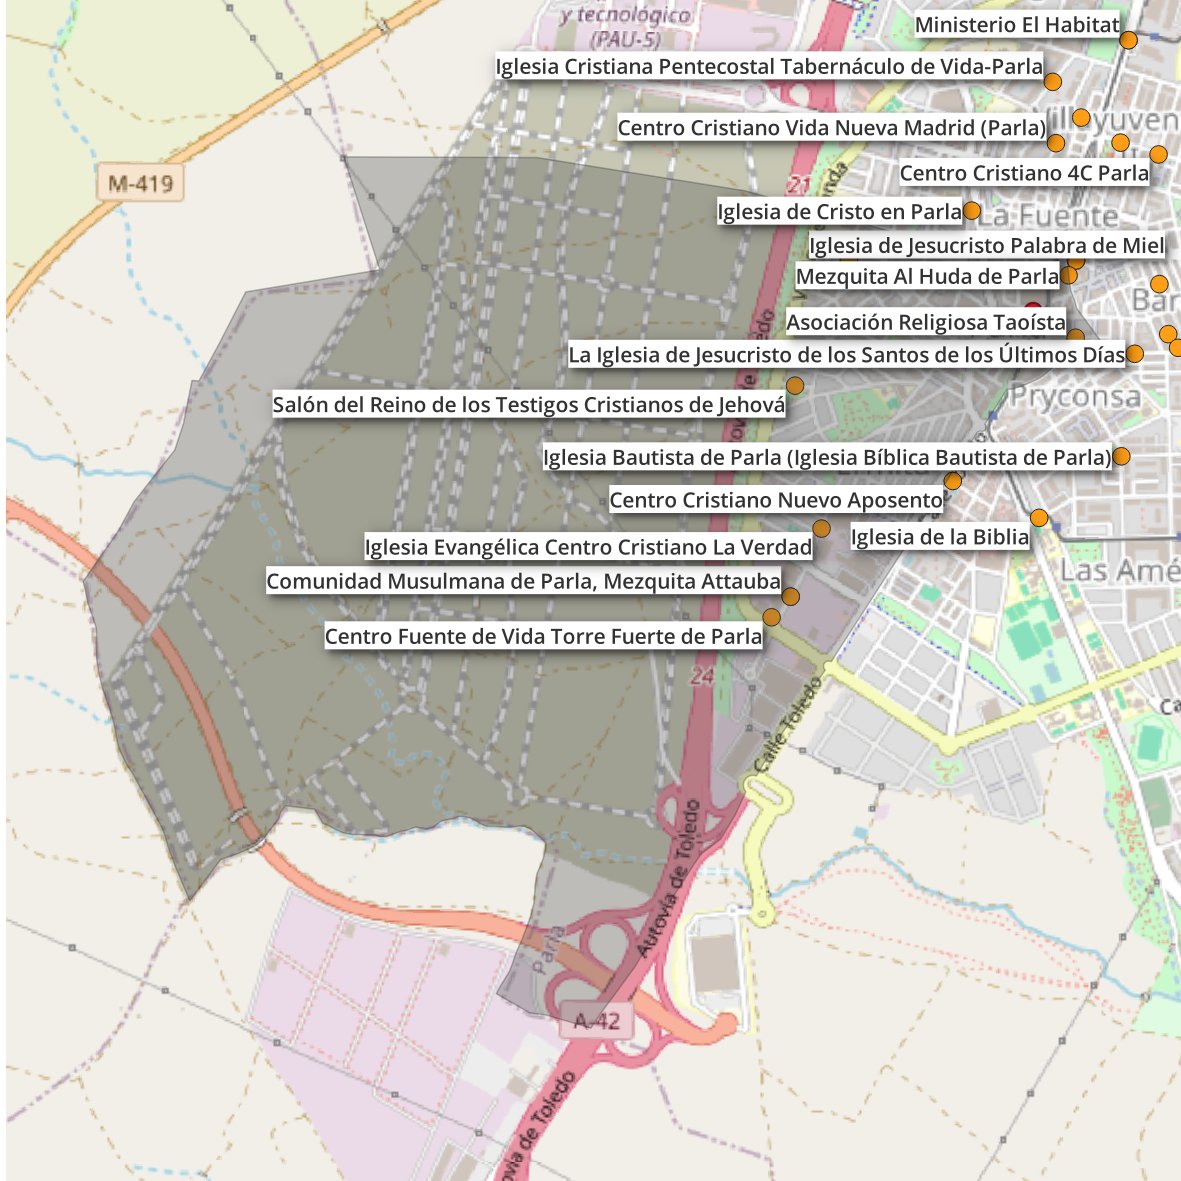 y tecnológico
(PAU-5)
Ministerio El Habitat
Iglesia Cristiana Pentecostal Tabernáculo de Vida-Parla
Centro Cristiano Vida Nueva Madrid (Parla)
Centro Cristiano 4C Parla
M-419
21
Iglesia de Cristo en Parla
La Fuente
Iglesia de Jesucristo Palabra de Miel
Mezquita Al Huda de Parla
Asociación Religiosa Taoísta
La Iglesia de Jesucristo de los Santos de los Últimos Días
Pryconsa
Salón del Reino de los Testigos Cristianos de Jehová
Iglesia Bautista de Parla (Iglesia Bíblica Bautista de Parla)
Centro Cristiano Nuevo Aposento
Iglesia de la Biblia
Iglesia Evangélica Centro Cristiano La Verdad
Las Amé
Comunidad Musulmana de Parla, Mezquita Attauba
Centro Fuente de Vida Torre Fuerte de Parla
24
Calle Toledo
Autovía de Toledo
Parla
A-42
ovía de Toledo